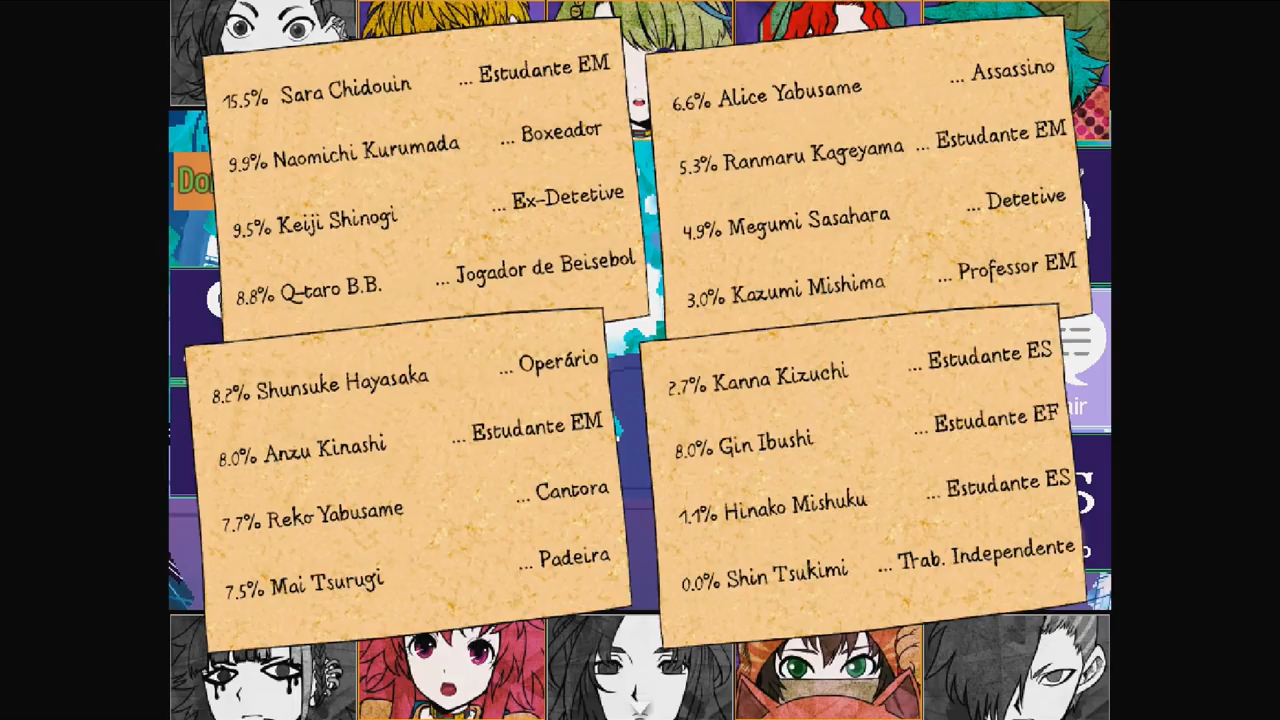 15.5% Sara Chidouin ... Estudante EM
9.9% Naomichi Kurumada ... Boxeador
9.5% Keiji Shinogi ... Ex-Detetive
8.8% Q-taro B.B. ... Jogador de Beisebol
6.6% Alice Yabusame ... Assassino
5.3% Ranmaru Kageyama ... Estudante EM
4.9% Megumi Sasahara ... Detetive
3.0% Kazumi Mishima ... Professor EM
8.2% Shunsuke Hayasaka ... Operário
8.0% Anzu Kinashi ... Estudante EM
7.7% Reko Yabusame ... Cantora
7.5% Mai Tsurugi ... Padeira
2.7% Kanna Kizuchi ... Estudante ES
8.0% Gin Ibushi ... Estudante EF
1.1% Hinako Mishuku ... Estudante ES
0.0% Shin Tsukimi ... Trab. Independente